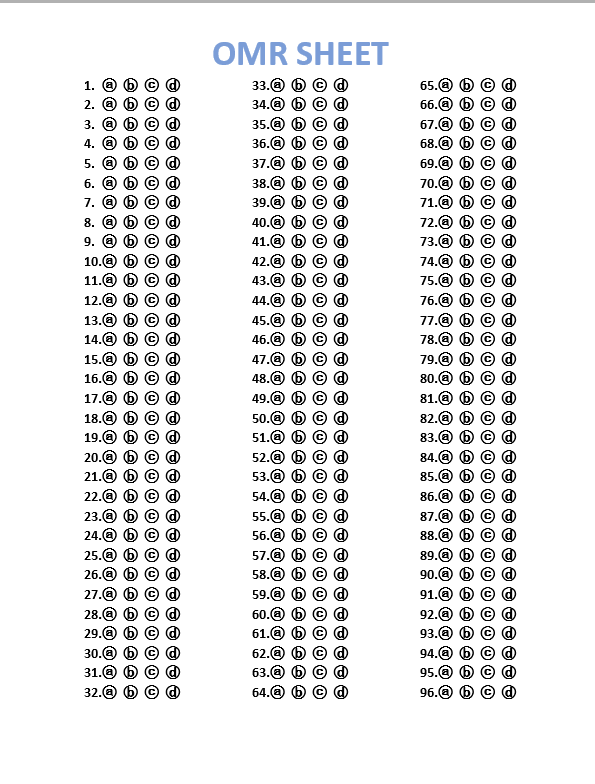 OMR SHEET
1. ⓐ ⓑ ⓒ ⓓ
2. ⓐ ⓑ ⓒ ⓓ
3. ⓐ ⓑ ⓒ ⓓ
4. ⓐ ⓑ ⓒ ⓓ
5. ⓐ ⓑ ⓒ ⓓ
6. ⓐ ⓑ ⓒ ⓓ
7. ⓐ ⓑ ⓒ ⓓ
8. ⓐ ⓑ ⓒ ⓓ
9. ⓐ ⓑ ⓒ ⓓ
10.ⓐ ⓑ ⓒ ⓓ
11.ⓐ ⓑ ⓒ ⓓ
12.ⓐ ⓑ ⓒ ⓓ
13.ⓐ ⓑ ⓒ ⓓ
14.ⓐ ⓑ ⓒ ⓓ
15.ⓐ ⓑ ⓒ ⓓ
16.ⓐ ⓑ ⓒ ⓓ
17.ⓐ ⓑ ⓒ ⓓ
18.ⓐ ⓑ ⓒ ⓓ
19.ⓐ ⓑ ⓒ ⓓ
20.ⓐ ⓑ ⓒ ⓓ
21.ⓐ ⓑ ⓒ ⓓ
22.ⓐ ⓑ ⓒ ⓓ
23.ⓐ ⓑ ⓒ ⓓ
24.ⓐ ⓑ ⓒ ⓓ
25.ⓐ ⓑ ⓒ ⓓ
26.ⓐ ⓑ ⓒ ⓓ
27.ⓐ ⓑ ⓒ ⓓ
28.ⓐ ⓑ ⓒ ⓓ
29.ⓐ ⓑ ⓒ ⓓ
30.ⓐ ⓑ ⓒ ⓓ
31.ⓐ ⓑ ⓒ ⓓ
32.ⓐ ⓑ ⓒ ⓓ
33.ⓐ ⓑ ⓒ ⓓ
34.ⓐ ⓑ ⓒ ⓓ
35.ⓐ ⓑ ⓒ ⓓ
36.ⓐ ⓑ ⓒ ⓓ
37.ⓐ ⓑ ⓒ ⓓ
38.ⓐ ⓑ ⓒ ⓓ
39.ⓐ ⓑ ⓒ ⓓ
40.ⓐ ⓑ ⓒ ⓓ
41.ⓐ ⓑ ⓒ ⓓ
42.ⓐ ⓑ ⓒ ⓓ
43.ⓐ ⓑ ⓒ ⓓ
44.ⓐ ⓑ ⓒ ⓓ
45.ⓐ ⓑ ⓒ ⓓ
46.ⓐ ⓑ ⓒ ⓓ
47.ⓐ ⓑ ⓒ ⓓ
48.ⓐ ⓑ ⓒ ⓓ
49.ⓐ ⓑ ⓒ ⓓ
50.ⓐ ⓑ ⓒ ⓓ
51.ⓐ ⓑ ⓒ ⓓ
52.ⓐ ⓑ ⓒ ⓓ
53.ⓐ ⓑ ⓒ ⓓ
54.ⓐ ⓑ ⓒ ⓓ
55.ⓐ ⓑ ⓒ ⓓ
56.ⓐ ⓑ ⓒ ⓓ
57.ⓐ ⓑ ⓒ ⓓ
58.ⓐ ⓑ ⓒ ⓓ
59.ⓐ ⓑ ⓒ ⓓ
60.ⓐ ⓑ ⓒ ⓓ
61.ⓐ ⓑ ⓒ ⓓ
62.ⓐ ⓑ ⓒ ⓓ
63.ⓐ ⓑ ⓒ ⓓ
64.ⓐ ⓑ ⓒ ⓓ
65.ⓐ ⓑ ⓒ ⓓ
66.ⓐ ⓑ ⓒ ⓓ
67.ⓐ ⓑ ⓒ ⓓ
68.ⓐ ⓑ ⓒ ⓓ
69.ⓐ ⓑ ⓒ ⓓ
70.ⓐ ⓑ ⓒ ⓓ
71.ⓐ ⓑ ⓒ ⓓ
72.ⓐ ⓑ ⓒ ⓓ
73.ⓐ ⓑ ⓒ ⓓ
74.ⓐ ⓑ ⓒ ⓓ
75.ⓐ ⓑ ⓒ ⓓ
76.ⓐ ⓑ ⓒ ⓓ
77.ⓐ ⓑ ⓒ ⓓ
78.ⓐ ⓑ ⓒ ⓓ
79.ⓐ ⓑ ⓒ ⓓ
80.ⓐ ⓑ ⓒ ⓓ
81.ⓐ ⓑ ⓒ ⓓ
82.ⓐ ⓑ ⓒ ⓓ
83.ⓐ ⓑ ⓒ ⓓ
84.ⓐ ⓑ ⓒ ⓓ
85.ⓐ ⓑ ⓒ ⓓ
86.ⓐ ⓑ ⓒ ⓓ
87.ⓐ ⓑ ⓒ ⓓ
88.ⓐ ⓑ ⓒ ⓓ
89.ⓐ ⓑ ⓒ ⓓ
90.ⓐ ⓑ ⓒ ⓓ
91.ⓐ ⓑ ⓒ ⓓ
92.ⓐ ⓑ ⓒ ⓓ
93.ⓐ ⓑ ⓒ ⓓ
94.ⓐ ⓑ ⓒ ⓓ
95.ⓐ ⓑ ⓒ ⓓ
96.ⓐ ⓑ ⓒ ⓓ